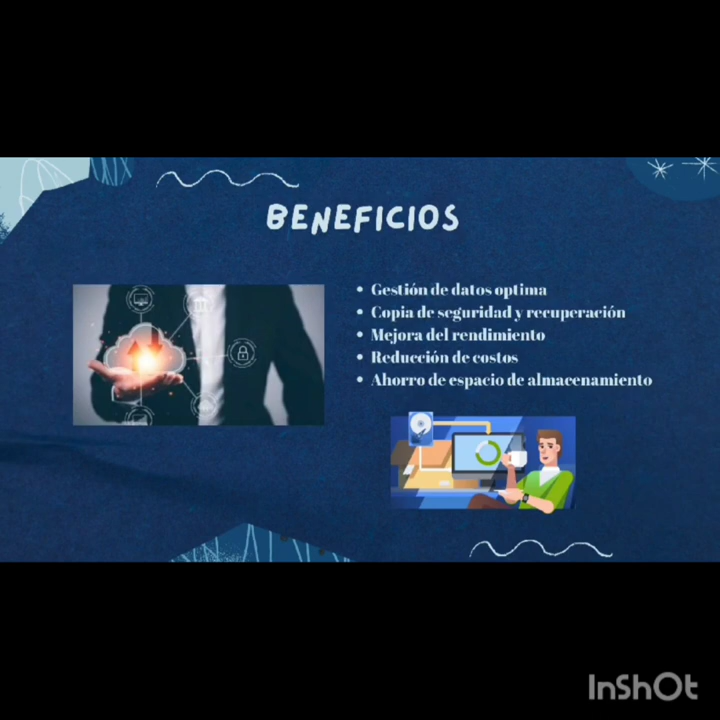 BENEFICIOS
• Gestión de datos optima
• Copia de seguridad y recuperación
• Mejora del rendimiento
• Reducción de costos
• Ahorro de espacio de almacenamiento
InShOt